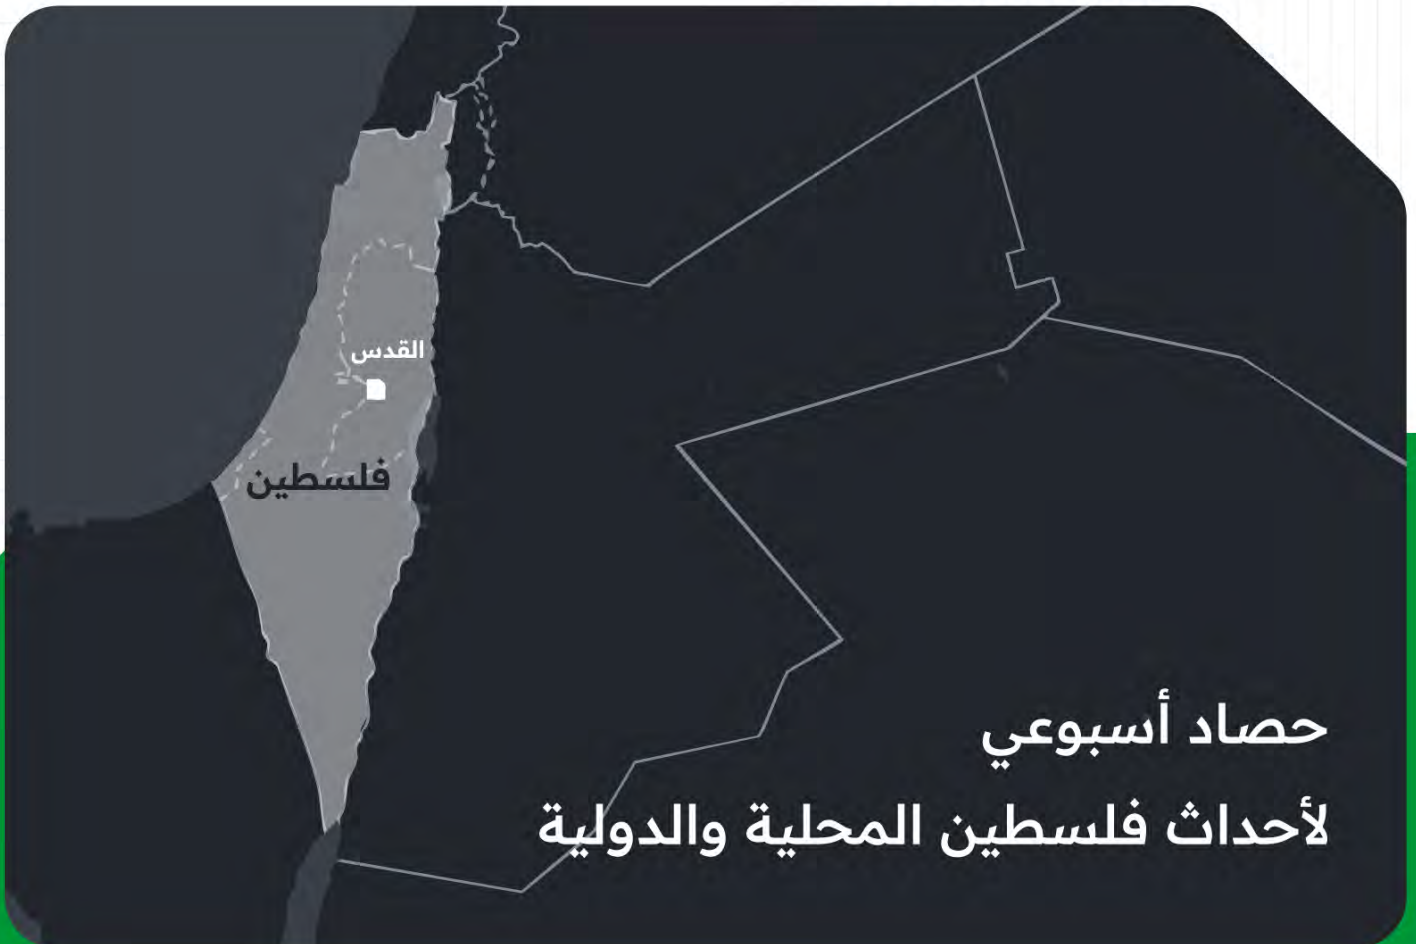 القدس
فلسطين
حصاد أسبوعي
لأحداث فلسطين المحلية والدولية